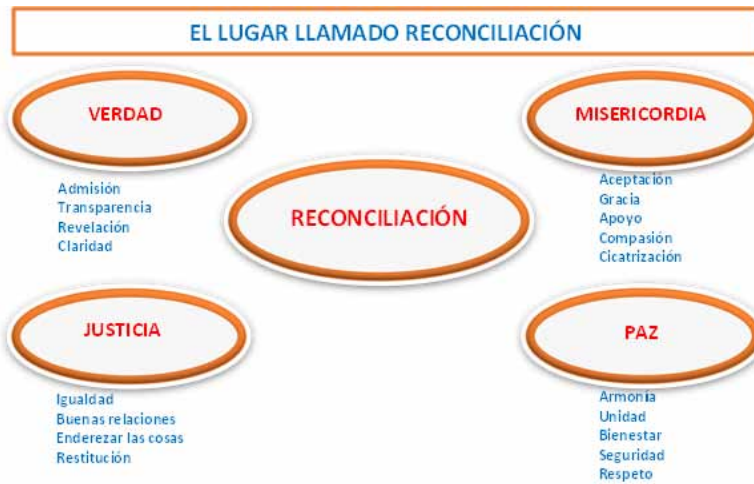 EL LUGAR LLAMADO RECONCILIACIÓN
VERDAD
Admisión
Transparencia
Revelación
Claridad
MISERICORDIA
Aceptación
Gracia
Apoyo
Compasión
Cicatrización
RECONCILIACIÓN
JUSTICIA
Igualdad
Buenas relaciones
Enderezar las cosas
Restitución
PAZ
Armonía
Unidad
Bienestar
Seguridad
Respeto